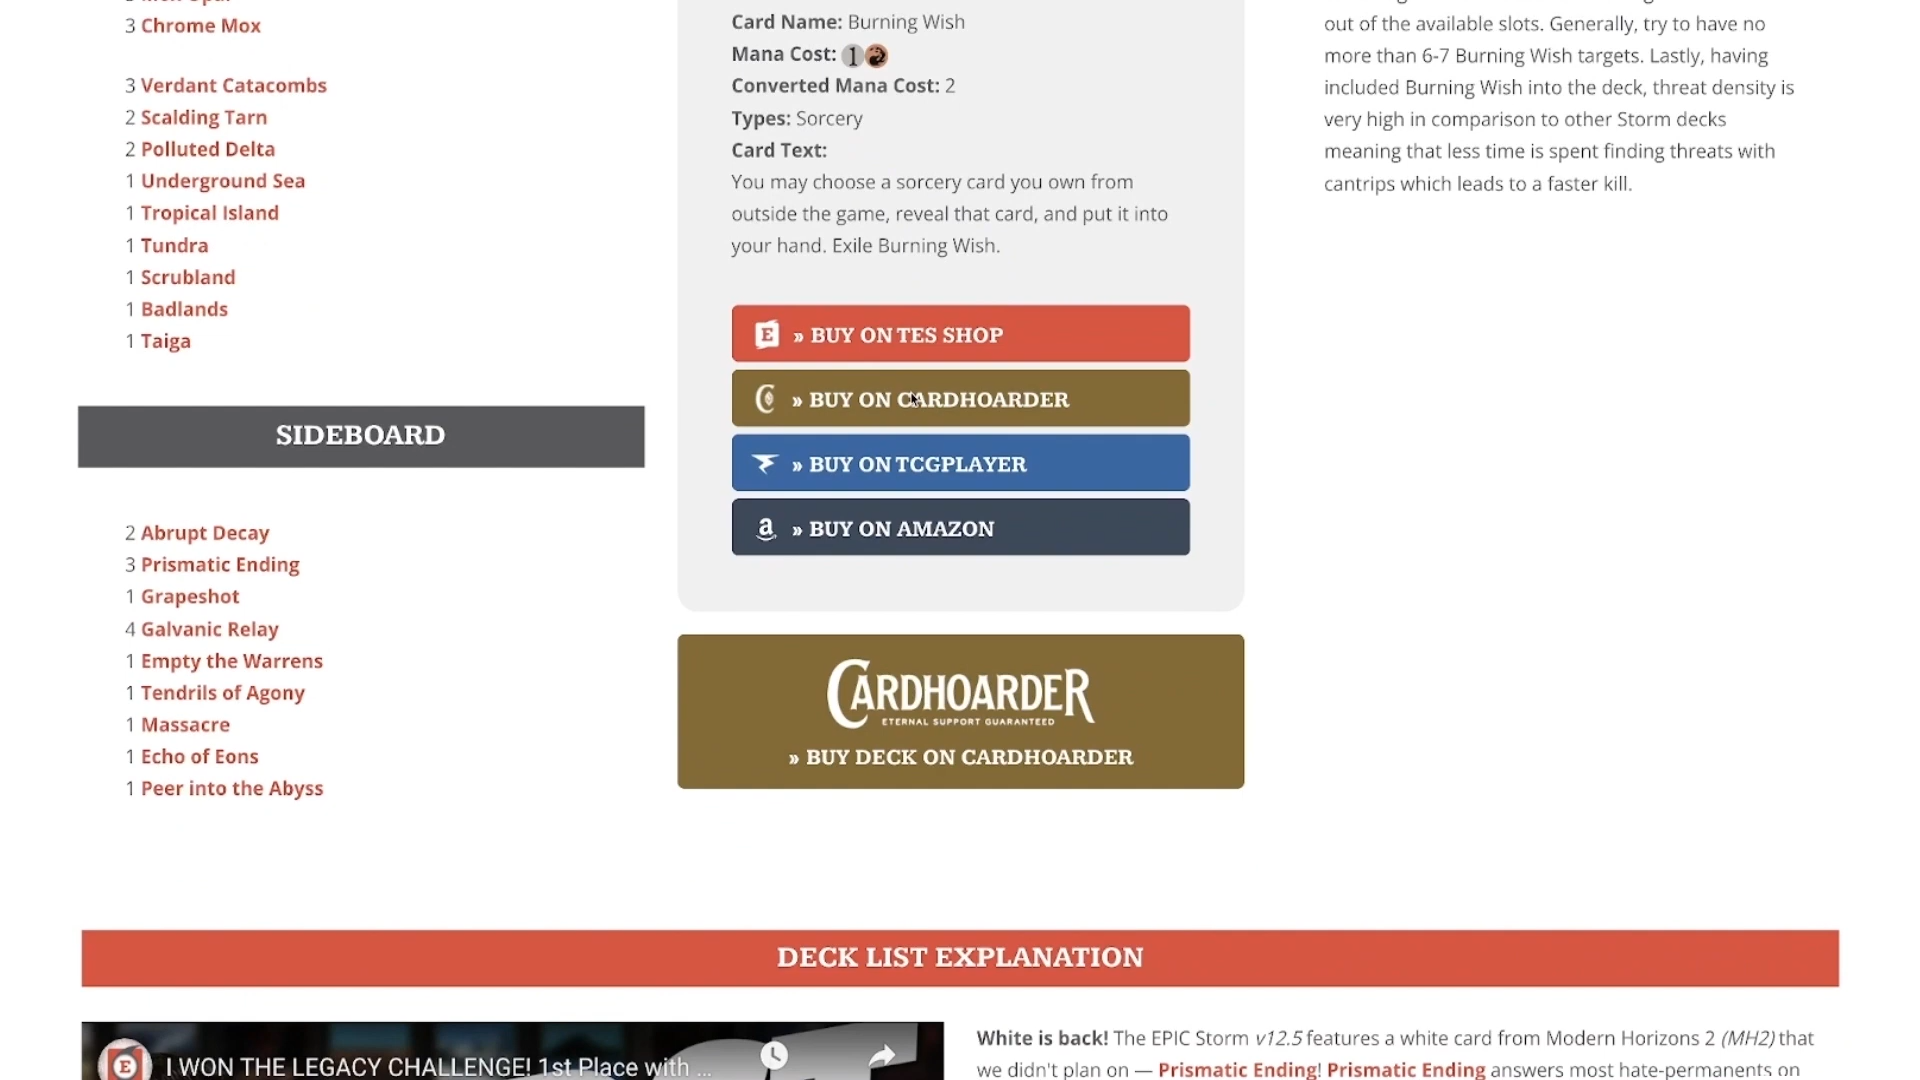 3 Chrome Mox
3 Verdant Catacombs
2 Scalding Tarn
2 Polluted Delta
1 Underground Sea
1 Tropical Island
1 Tundra
1 Scrubland
1 Badlands
1 Taiga
SIDEBOARD
2 Abrupt Decay
3 Prismatic Ending
1 Grapeshot
4 Galvanic Relay
1 Empty the Warrens
1 Tendrils of Agony
1 Massacre
1 Echo of Eons
1 Peer into the Abyss
Card Name: Burning Wish
Mana Cost: 1
Converted Mana Cost: 2
Types: Sorcery
Card Text:
You may choose a sorcery card you own from
outside the game, reveal that card, and put it into
your hand. Exile Burning Wish.
E » BUY ON TES SHOP
» BUY ON CARDHOARDER
» BUY ON TCGPLAYER
a » BUY ON AMAZON
CARDHOARDER
ETERNAL SUPPORT GUARANTEED
» BUY DECK ON CARDHOARDER
out of the available slots. Generally, try to have no
more than 6-7 Burning Wish targets. Lastly, having
included Burning Wish into the deck, threat density is
very high in comparison to other Storm decks
meaning that less time is spent finding threats with
cantrips which leads to a faster kill.
DECK LIST EXPLANATION
E I WON THE LEGACY CHALLENGE! 1st Place with ...
White is back! The EPIC Storm v12.5 features a white card from Modern Horizons 2 (MH2) that
we didn't plan on — Prismatic Ending! Prismatic Ending answers most hate-permanents on